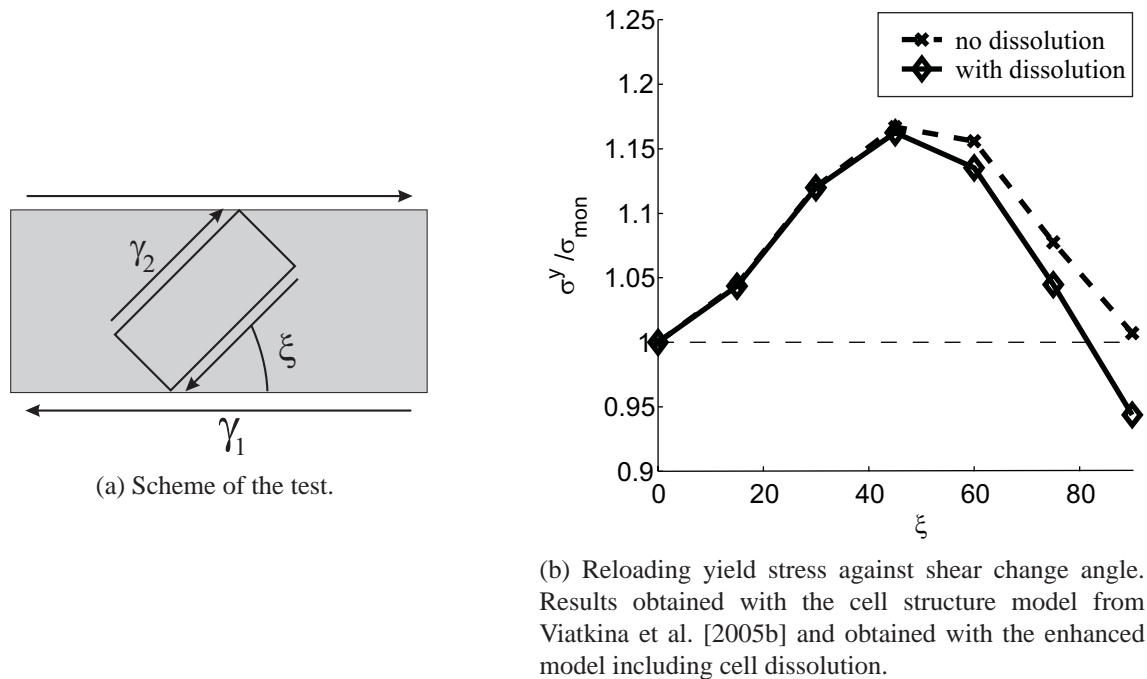 γ2
ξ
γ1
(a) Scheme of the test.
1.25
1.2
1.15
1.1
1.05
1
0.95
0.9
σy/σmon
no dissolution
with dissolution
0
20
40
60
80
ξ
(b) Reloading yield stress against shear change angle.
Results obtained with the cell structure model from
Viatkina et al. [2005b] and obtained with the enhanced
model including cell dissolution.